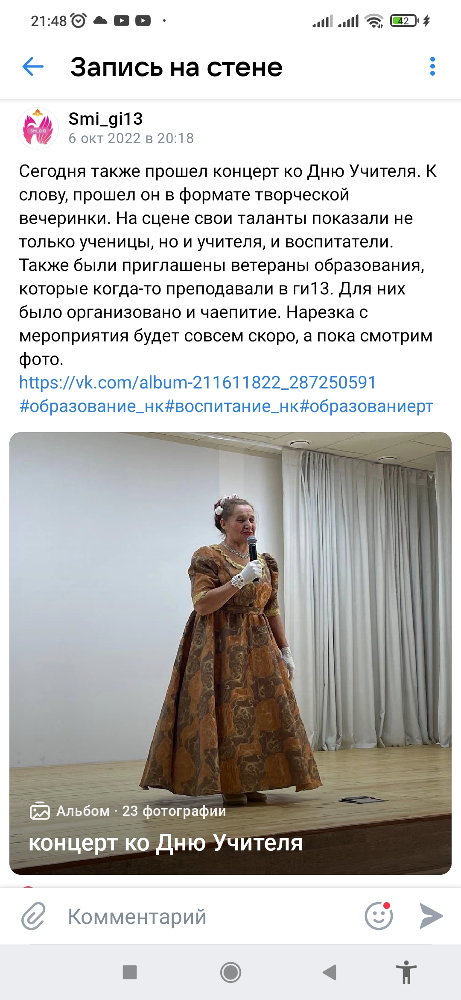 21:48
42
Запись на стене
SMI_GI13
Smi_gi13
6 окт 2022 в 20:18
Сегодня также прошел концерт ко Дню Учителя. К
слову, прошел он в формате творческой
вечеринки. На сцене свои таланты показали не
только ученицы, но и учителя, и воспитатели.
Также были приглашены ветераны образования,
которые когда-то преподавали в ги13. Для них
было организовано и чаепитие. Нарезка с
мероприятия будет совсем скоро, а пока смотрим
фото.
https://vk.com/album-211611822_287250591
#образование_нк#воспитание_нк#образованиерт
Альбом · 23 фотографии
концерт ко Дню Учителя
Комментарий